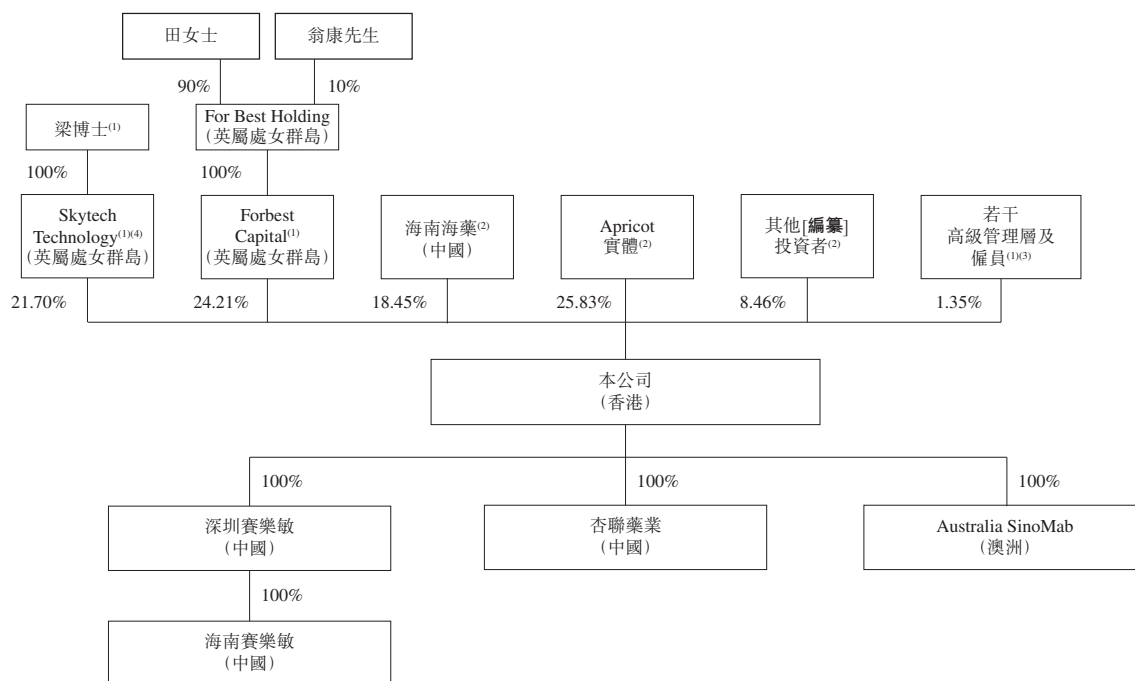 田女士
翁康先生
90%
10%
梁博士(1)
For Best Holding
(英屬處女群島)
100%
100%
Skytech
Technology(1)(4)
(英屬處女群島)
Forbest
Capital(1)
(英屬處女群島)
海南海藥(2)
(中國)
Apricot
實體(2)
其他[編纂]
投資者(2)
若干
高級管理層及
僱員(1)(3)
21.70%
24.21%
18.45%
25.83%
8.46%
1.35%
本公司
(香港)
100%
100%
100%
深圳賽樂敏
(中國)
杏聯藥業
(中國)
Australia SinoMab
(澳洲)
100%
海南賽樂敏
(中國)